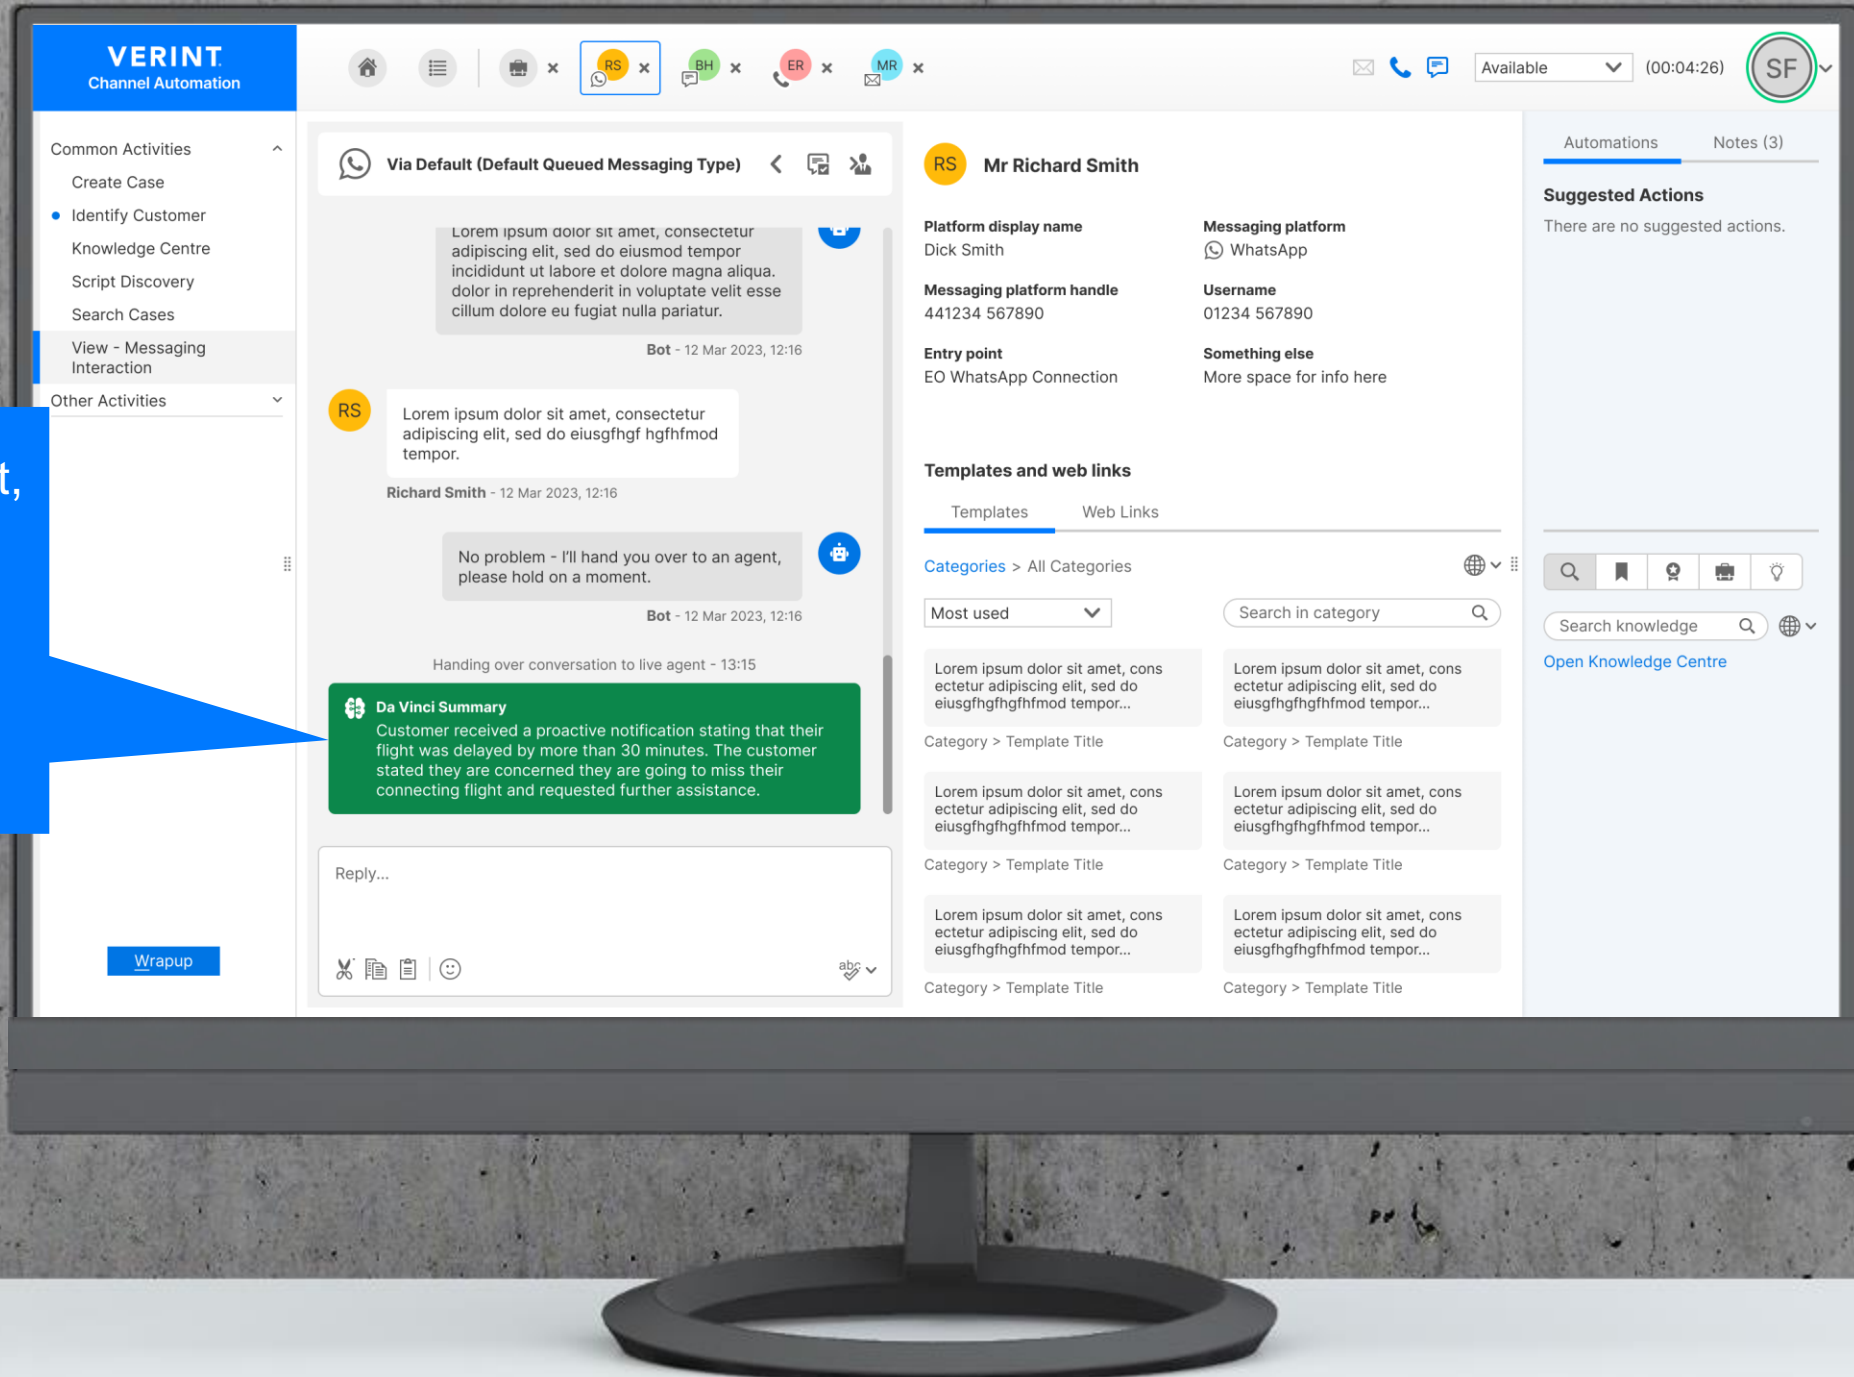 VERINT
Channel Automation
RS
BH
ER
MR
Available
(00:04:26)
SF
Common Activities
Create Case
Identify Customer
Knowledge Centre
Script Discovery
Search Cases
View - Messaging
Interaction
Other Activities
t,
Wrapup
Via Default (Default Queued Messaging Type)
Lorem ipsum dolor sit amet, consectetur
adipiscing elit, sed do eiusmod tempor
incididunt ut labore et dolore magna aliqua.
dolor in reprehenderit in voluptate velit esse
cillum dolore eu fugiat nulla pariatur.
Bot - 12 Mar 2023, 12:16
RS
Lorem ipsum dolor sit amet, consectetur
adipiscing elit, sed do eiusgfhgf hgfhfmod
tempor.
Richard Smith - 12 Mar 2023, 12:16
No problem - I'll hand you over to an agent,
please hold on a moment.
Bot - 12 Mar 2023, 12:16
Handing over conversation to live agent - 13:15
Da Vinci Summary
Customer received a proactive notification stating that their
flight was delayed by more than 30 minutes. The customer
stated they are concerned they are going to miss their
connecting flight and requested further assistance.
Reply...
abc
RS
Mr Richard Smith
Platform display name
Dick Smith
Messaging platform
WhatsApp
Messaging platform handle
441234 567890
Username
01234 567890
Entry point
EO WhatsApp Connection
Something else
More space for info here
Templates and web links
Templates
Web Links
Categories > All Categories
Most used
Search in category
Lorem ipsum dolor sit amet, cons
ectetur adipiscing elit, sed do
eiusgfhgfhgfhfmod tempor...
Category > Template Title
Lorem ipsum dolor sit amet, cons
ectetur adipiscing elit, sed do
eiusgfhgfhgfhfmod tempor...
Category > Template Title
Lorem ipsum dolor sit amet, cons
ectetur adipiscing elit, sed do
eiusgfhgfhgfhfmod tempor...
Category > Template Title
Lorem ipsum dolor sit amet, cons
ectetur adipiscing elit, sed do
eiusgfhgfhgfhfmod tempor...
Category > Template Title
Lorem ipsum dolor sit amet, cons
ectetur adipiscing elit, sed do
eiusgfhgfhgfhfmod tempor...
Category > Template Title
Lorem ipsum dolor sit amet, cons
ectetur adipiscing elit, sed do
eiusgfhgfhgfhfmod tempor...
Category > Template Title
Automations
Notes (3)
Suggested Actions
There are no suggested actions.
Search knowledge
Open Knowledge Centre